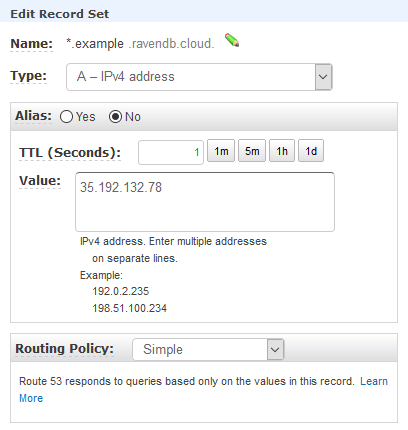 Edit Record Set
Name: *.example .ravendb.cloud.
Type: A – IPv4 address
Alias: Yes No
TTL (Seconds): 1 1m 5m 1h 1d
Value: 35.192.132.78
IPv4 address. Enter multiple addresses
on separate lines.
Example:
192.0.2.235
198.51.100.234
Routing Policy: Simple
Route 53 responds to queries based only on the values in this record. Learn
More